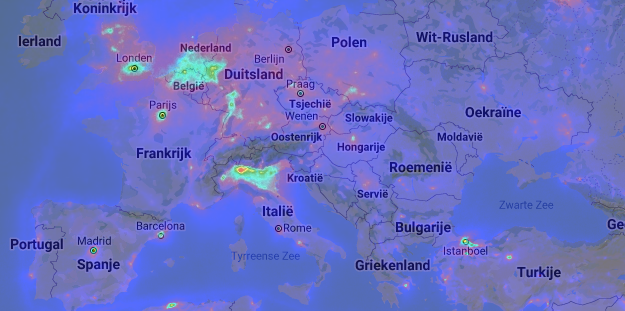 Koninkrijk
Ierland
Nederland
Polen
Wit-Rusland
Londen
Berlijn
België
Duitsland
Praag
Parijs
Tsjechië
Oekraïne
Wenen
Slowakije
Oostenrijk
Moldavië
Frankrijk
Hongarije
Roemenië
Kroatië
Servië
Italië
Zwarte Zee
Portugal
Madrid
Barcelona
Rome
Bulgarije
Ge
Istanboel
Spanje
Tyrreense Zee
Griekenland
Turkije